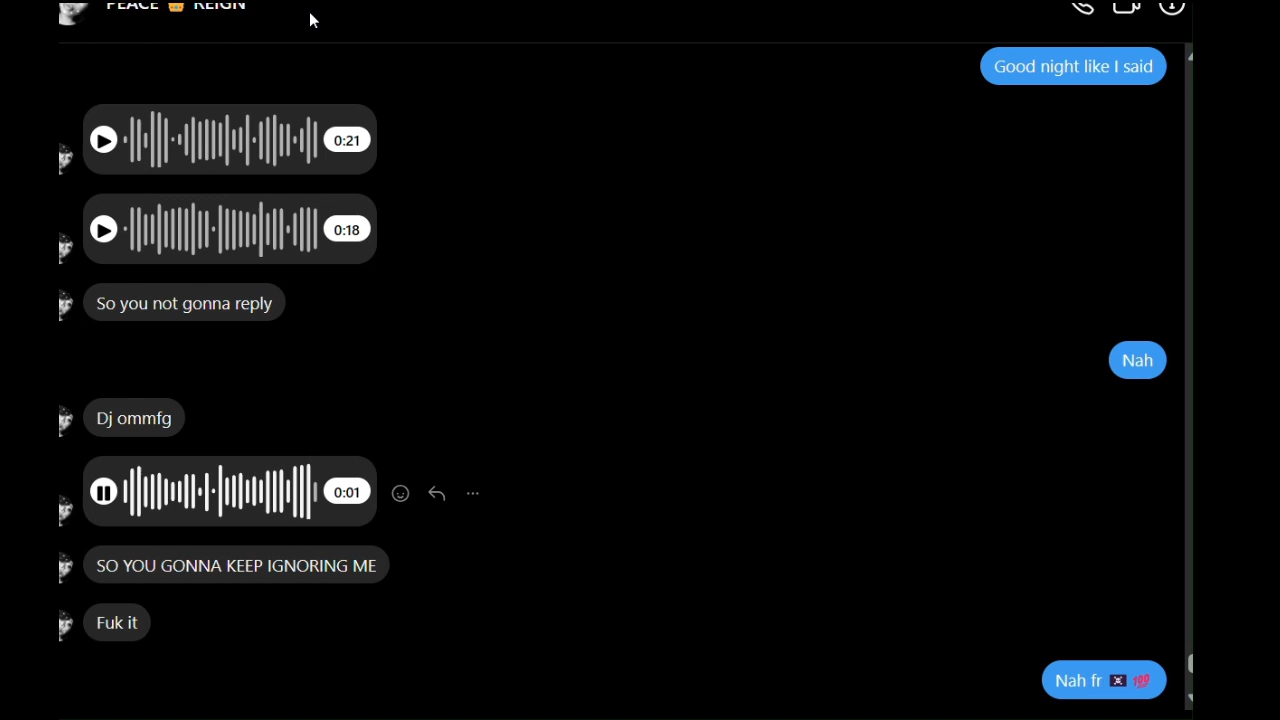 PEACE 👑 REIGN
Good night like I said
0:21
0:18
So you not gonna reply
Nah
Dj ommfg
0:01
SO YOU GONNA KEEP IGNORING ME
Fuk it
Nah fr 🏴‍☠️ 💯